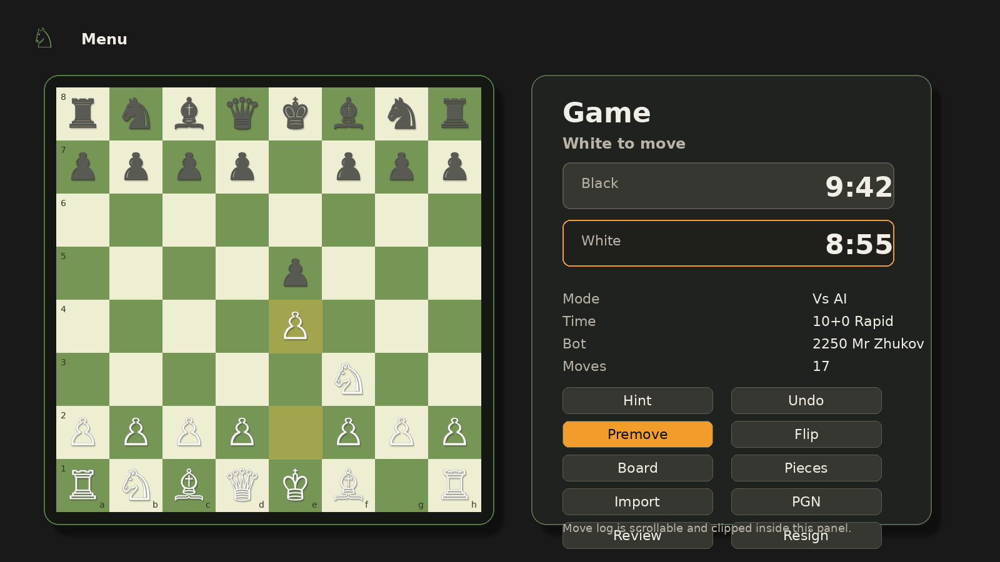 Menu
8
7
6
5
4
3
2
1
a b c d e f g h
Game
White to move
Black 9:42
White 8:55
Mode Vs AI
Time 10+0 Rapid
Bot 2250 Mr Zhukov
Moves 17
Hint Undo
Premove Flip
Board Pieces
Import PGN
Move log is scrollable and clipped inside this panel.
Review Resign